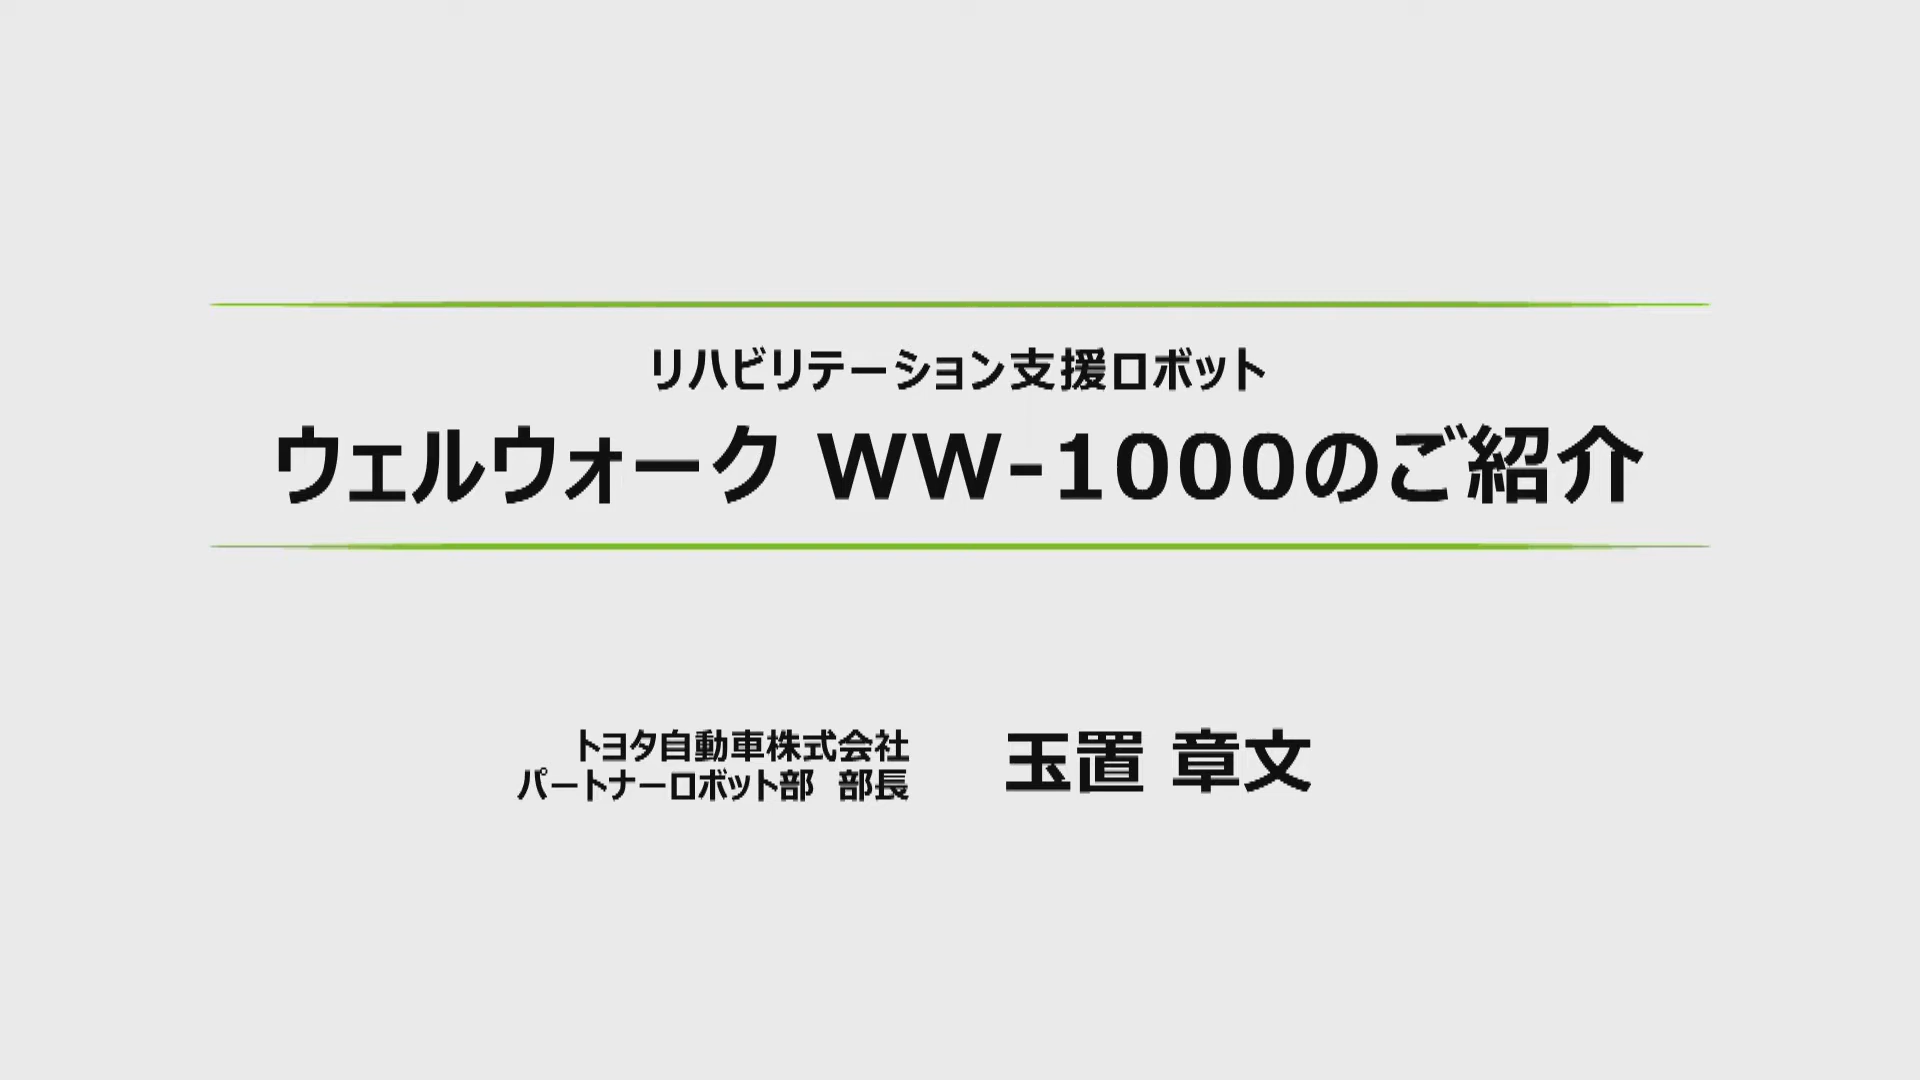 リハビリテーション支援ロボット
ウェルウォーク WW-1000のご紹介
トヨタ自動車株式会社
パートナーロボット部　部長
玉置 章文